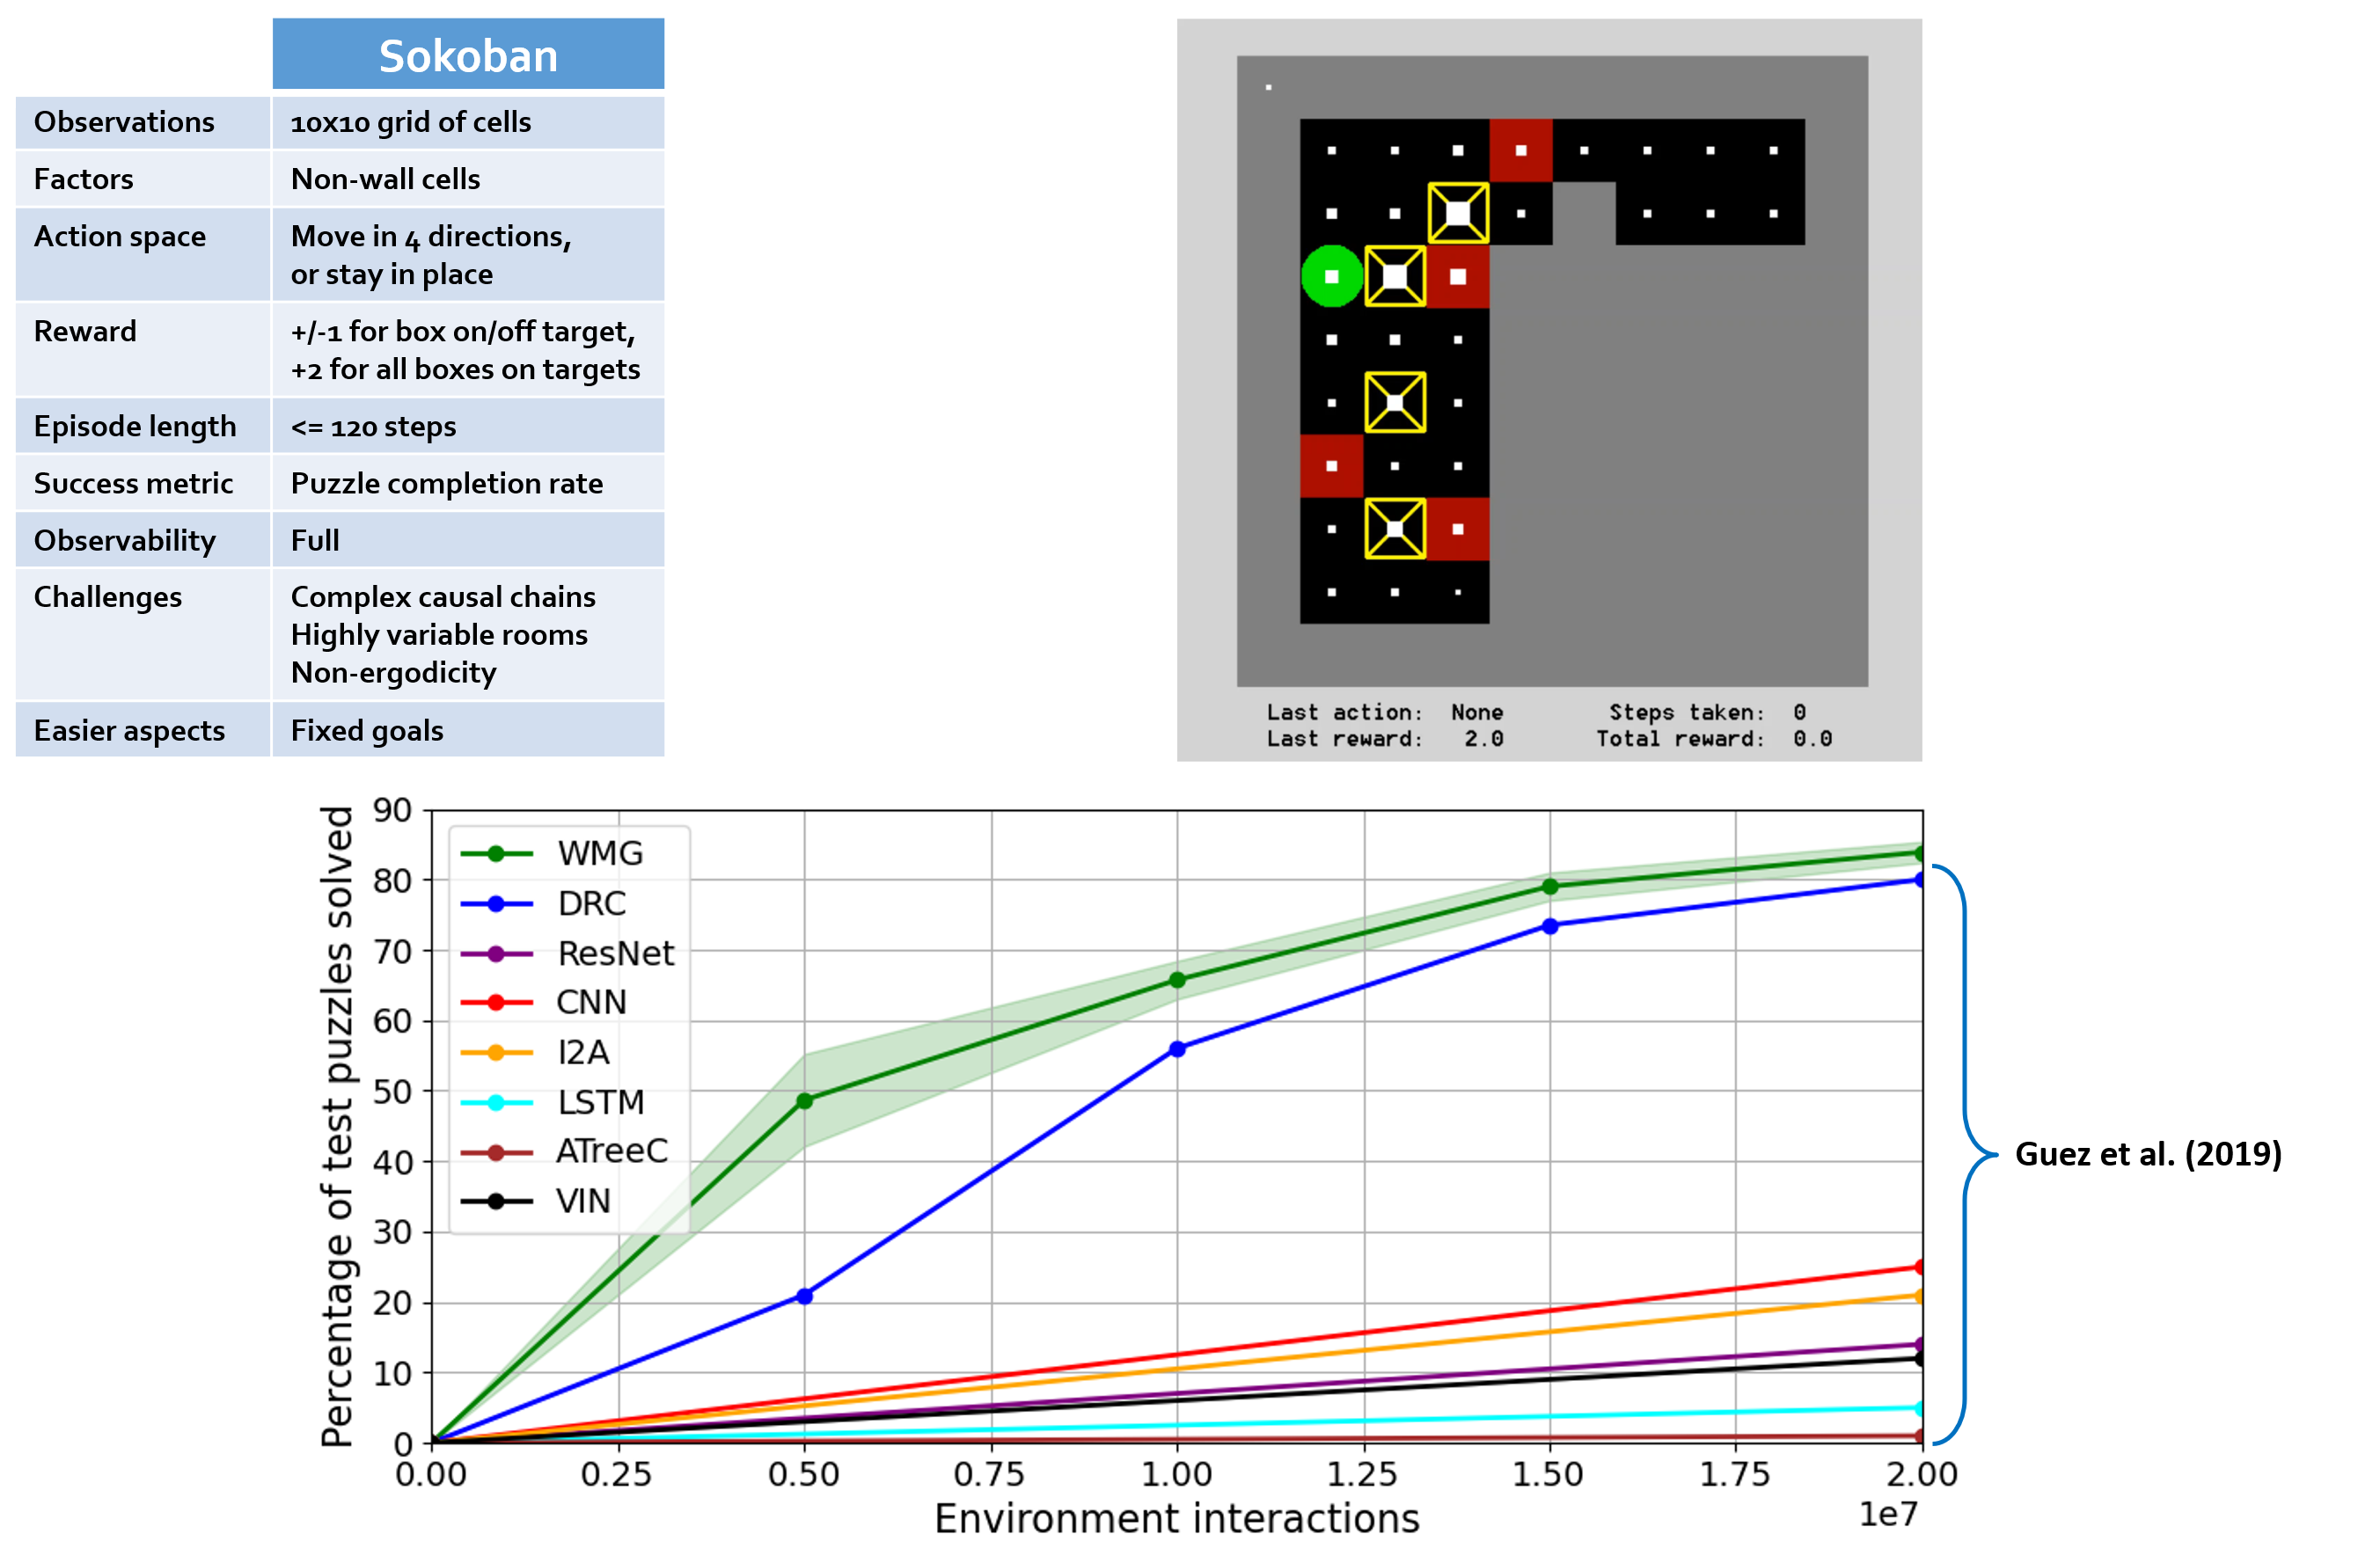 Sokoban
Observations 10x10 grid of cells
Factors Non-wall cells
Action space Move in 4 directions,
or stay in place
Reward +/-1 for box on/off target,
+2 for all boxes on targets
Episode length <= 120 steps
Success metric Puzzle completion rate
Observability Full
Challenges Complex causal chains
Highly variable rooms
Non-ergodicity
Easier aspects Fixed goals
Last action: None Steps taken: 0
Last reward: 2.0 Total reward: 0.0
Percentage of test puzzles solved
90
80
70
60
50
40
30
20
10
0
WMG
DRC
ResNet
CNN
I2A
LSTM
ATreeC
VIN
Guez et al. (2019)
0.00 0.25 0.50 0.75 1.00 1.25 1.50 1.75 2.00
1e7
Environment interactions